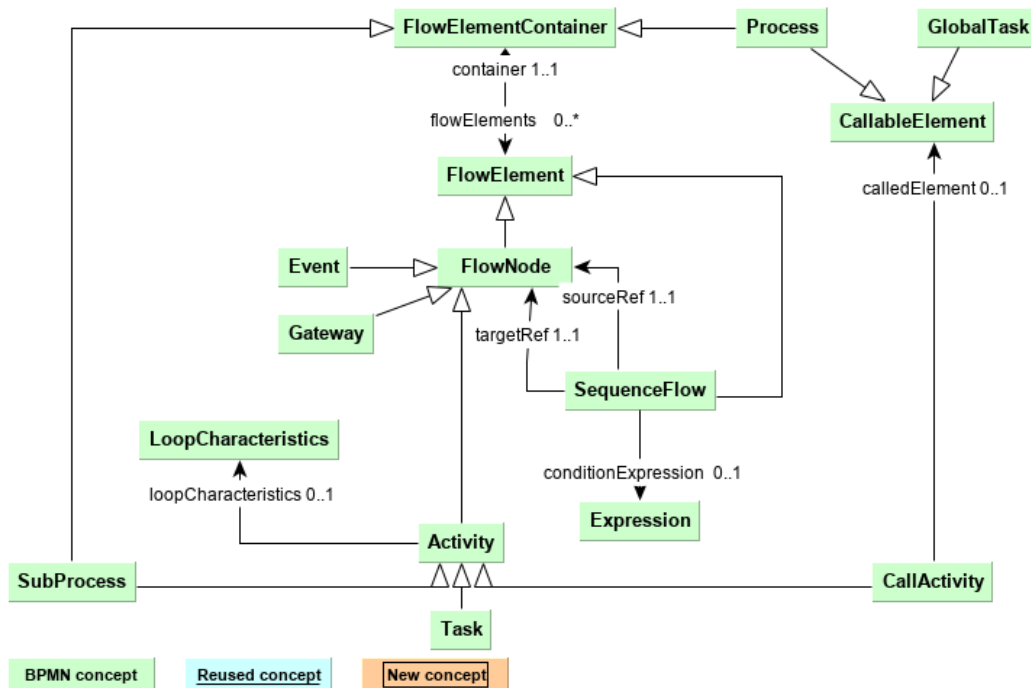 FlowElementContainer
Process
GlobalTask
container 1..1
flowElements 0..*
CallableElement
FlowElement
calledElement 0..1
Event
FlowNode
sourceRef 1..1
Gateway
targetRef 1..1
SequenceFlow
LoopCharacteristics
conditionExpression 0..1
loopCharacteristics 0..1
Expression
Activity
SubProcess
CallActivity
Task
BPMN concept
Reused concept
New concept